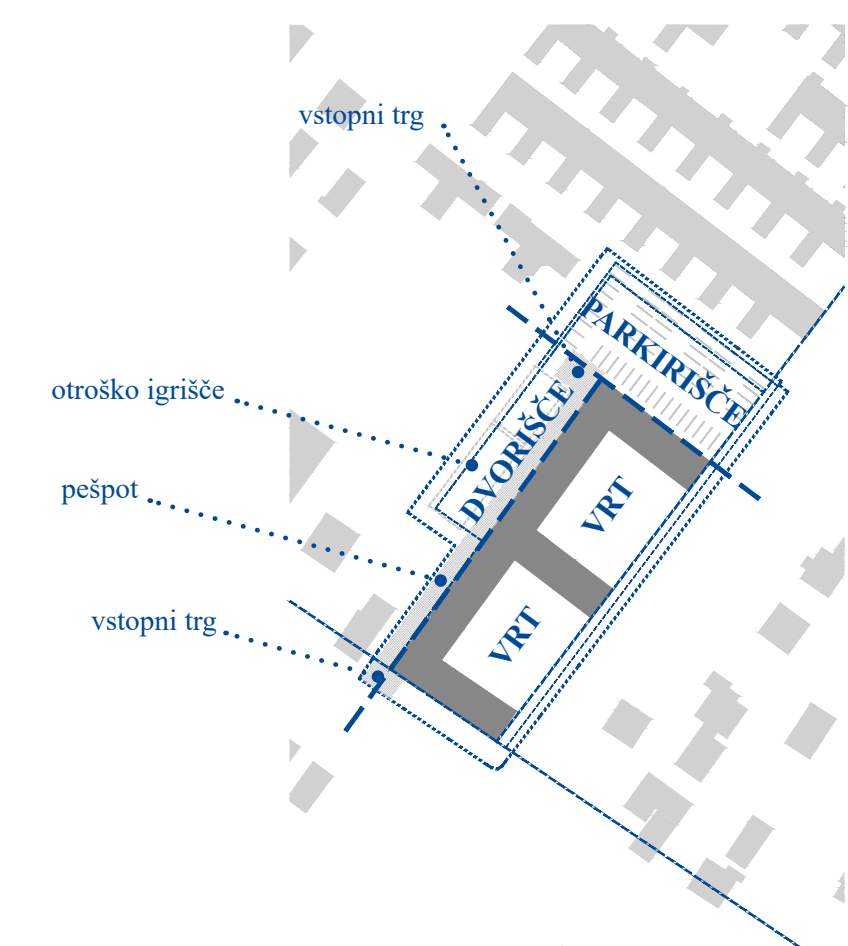 vstopni trg
PARKIRIŠČE
otroško igrišče
DVORIŠČE
pešpot
VRT
vstopni trg
VRT